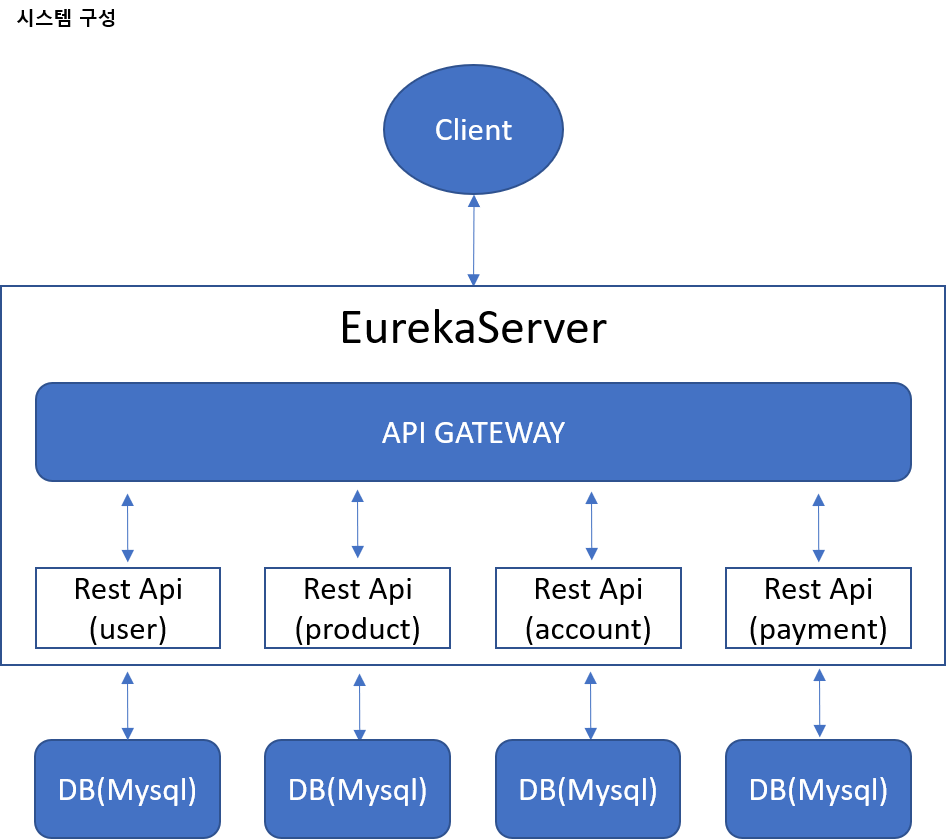 시스템 구성
Client
EurekaServer
API GATEWAY
Rest Api
(user)
Rest Api
(product)
Rest Api
(account)
Rest Api
(payment)
DB(Mysql)
DB(Mysql)
DB(Mysql)
DB(Mysql)